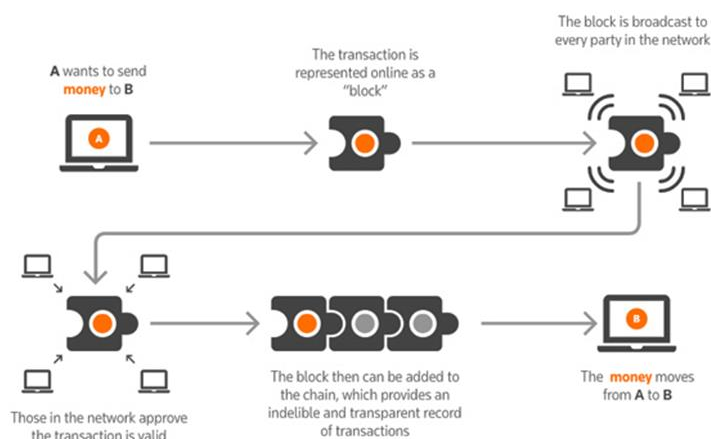 A wants to send
money to B
A
The transaction is
represented online as a
"block"
The block is broadcast to
every party in the network
Those in the network approve
the transaction is valid
The block then can be added to
the chain, which provides an
indelible and transparent record
of transactions
B
The money moves
from A to B